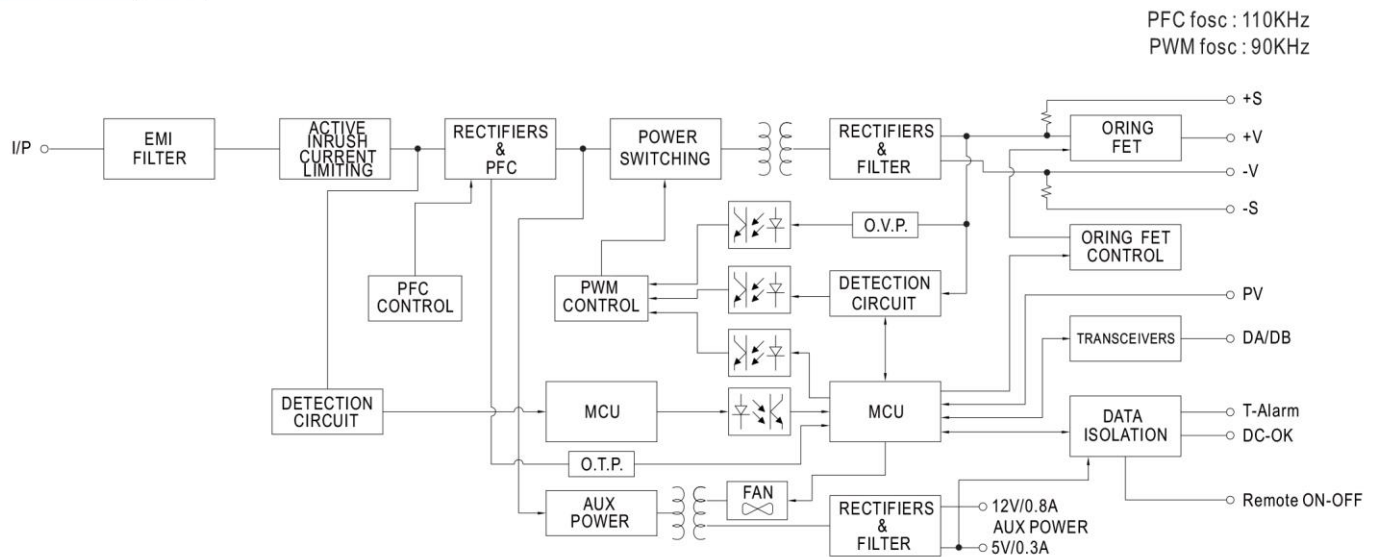 PFC fosc : 110KHz
PWM fosc : 90KHz
I/P
EMI
FILTER
ACTIVE
INRUSH
CURRENT
LIMITING
RECTIFIERS
&
PFC
POWER
SWITCHING
RECTIFIERS
&
FILTER
ORING
FET
+S
+V
-V
-S
O.V.P.
ORING FET
CONTROL
PFC
CONTROL
PWM
CONTROL
DETECTION
CIRCUIT
PV
TRANSCEIVERS
DA/DB
DETECTION
CIRCUIT
MCU
MCU
DATA
ISOLATION
T-Alarm
DC-OK
O.T.P.
AUX
POWER
FAN
RECTIFIERS
&
FILTER
12V/0.8A
AUX POWER
5V/0.3A
Remote ON-OFF